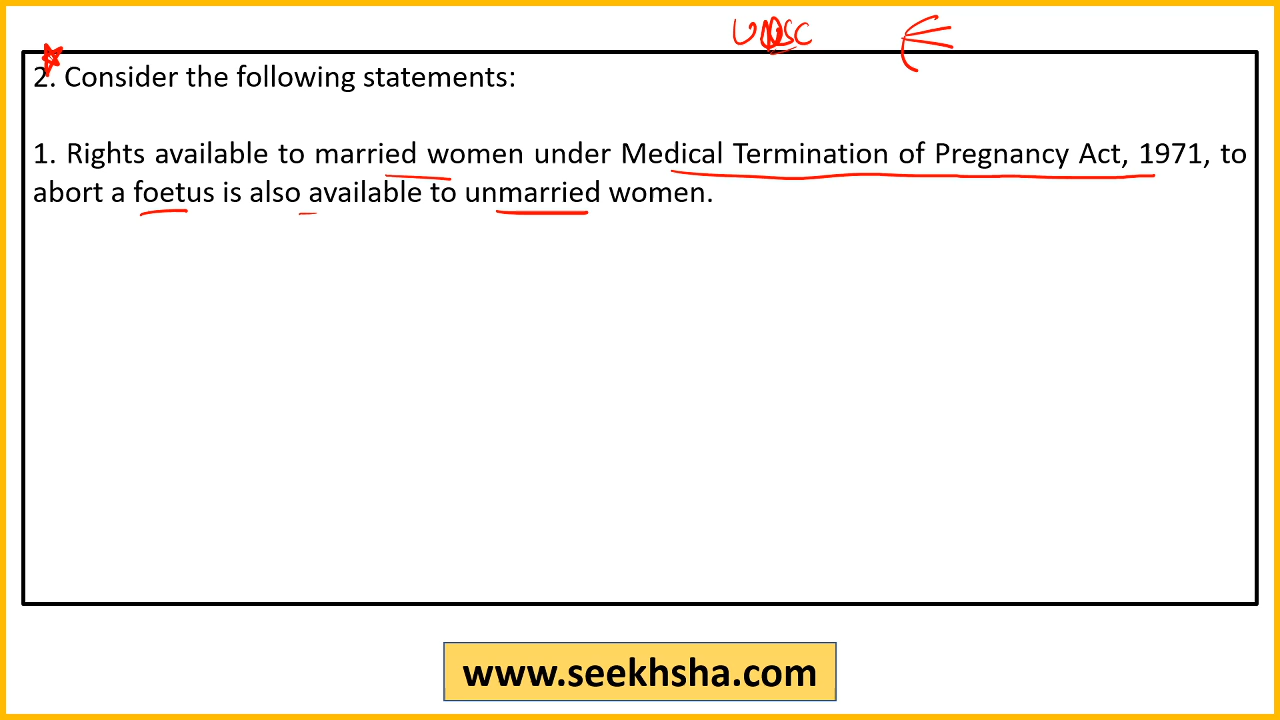 2. Consider the following statements:
1. Rights available to married women under Medical Termination of Pregnancy Act, 1971, to
abort a foetus is also available to unmarried women.
www.seekhsha.com